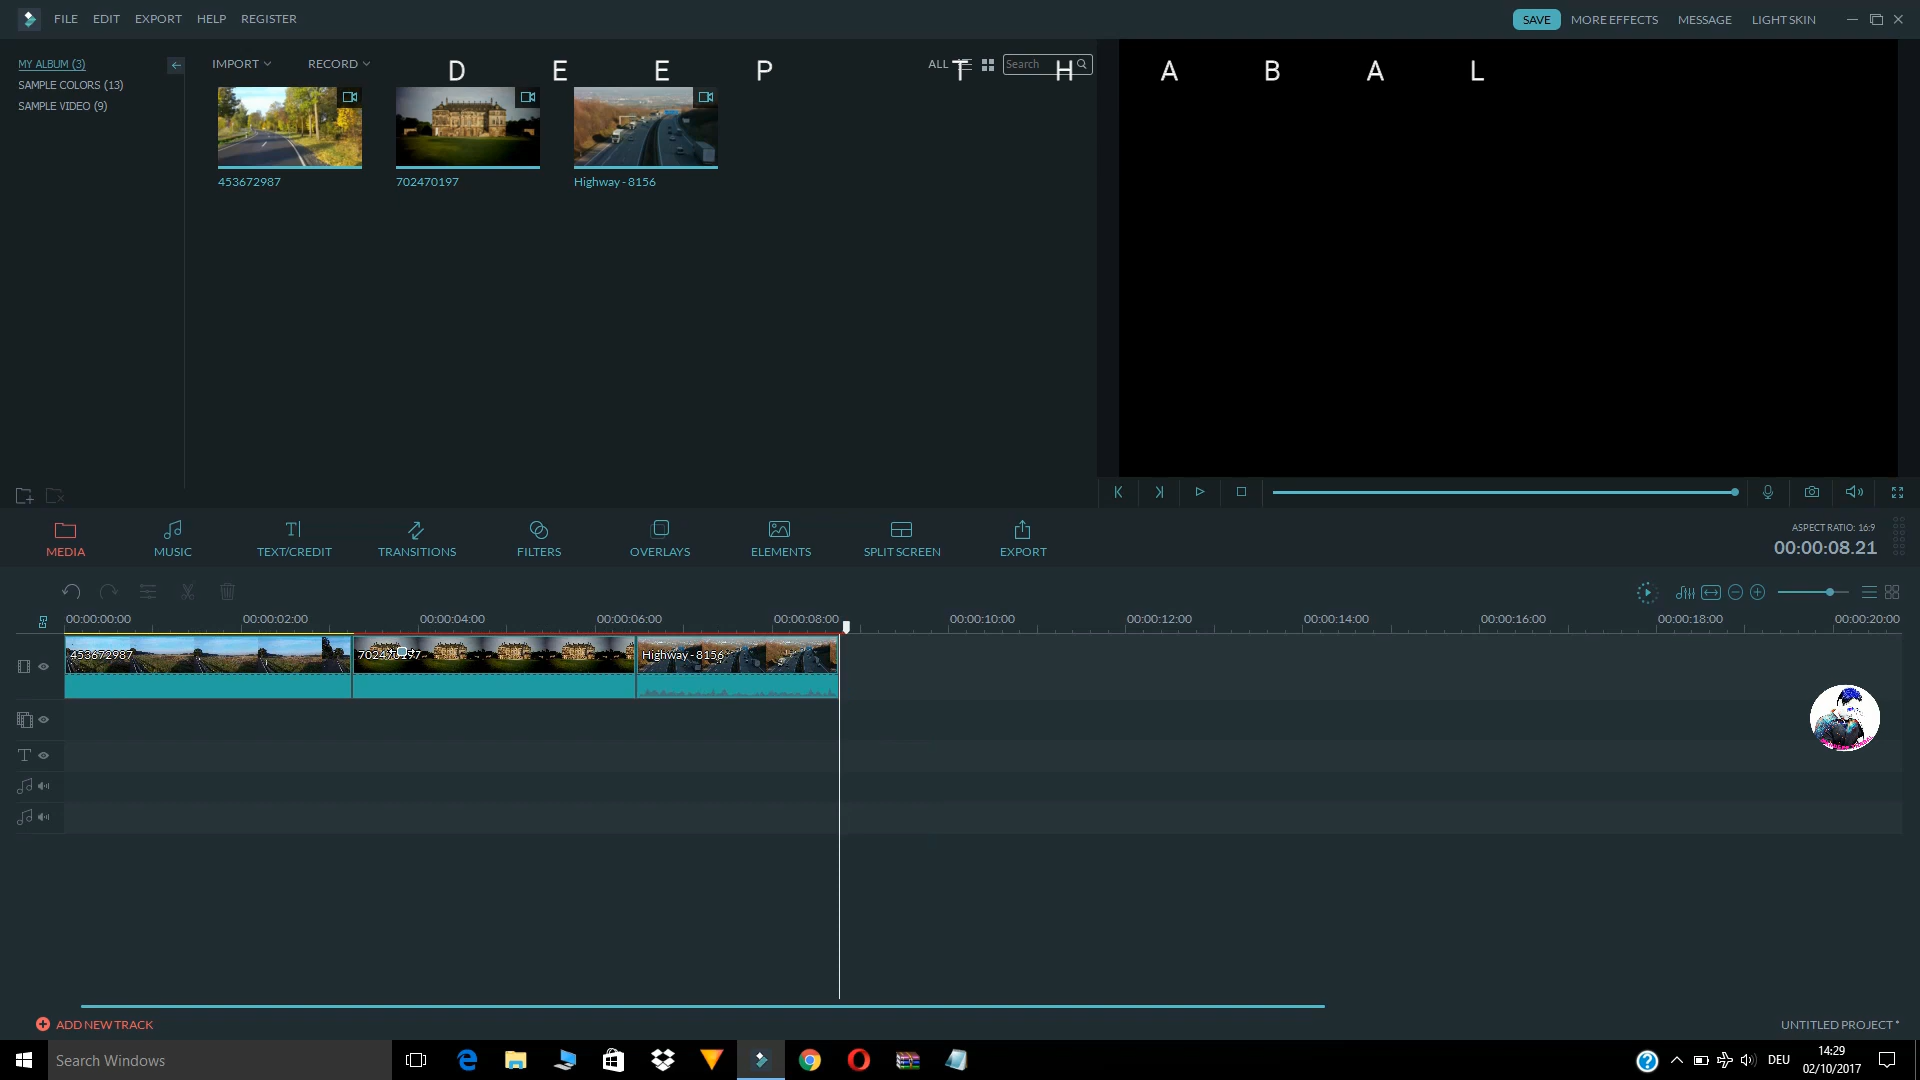 FILE EDIT EXPORT HELP REGISTER
SAVE MORE EFFECTS MESSAGE LIGHT SKIN
MY ALBUM (3)
SAMPLE COLORS (13)
SAMPLE VIDEO (9)
IMPORT RECORD ALL Search
D E E P T H A B A L
453672987 702470197 Highway - 8156
MEDIA MUSIC TEXT/CREDIT TRANSITIONS FILTERS OVERLAYS ELEMENTS SPLIT SCREEN EXPORT
ASPECT RATIO: 16:9
00:00:08.21
00:00:00:00 00:00:02:00 00:00:04:00 00:00:06:00 00:00:08:00 00:00:10:00 00:00:12:00 00:00:14:00 00:00:16:00 00:00:18:00 00:00:20:00
453672987 702470197 Highway - 8156
ADD NEW TRACK
UNTITLED PROJECT *
Search Windows
DEU
14:29
02/10/2017